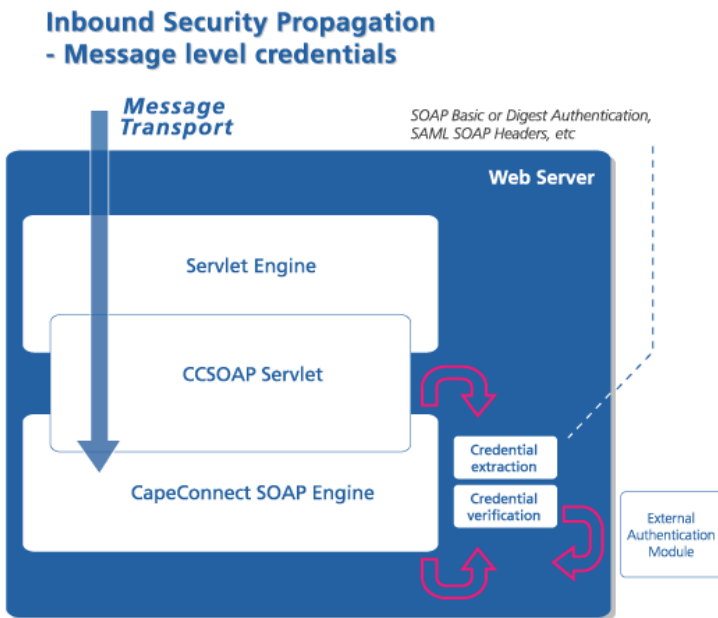 Inbound Security Propagation
- Message level credentials
Message
Transport
SOAP Basic or Digest Authentication,
SAML SOAP Headers, etc
Web Server
Servlet Engine
CCSOAP Servlet
Credential
extraction
CapeConnect SOAP Engine
Credential
verification
External
Authentication
Module